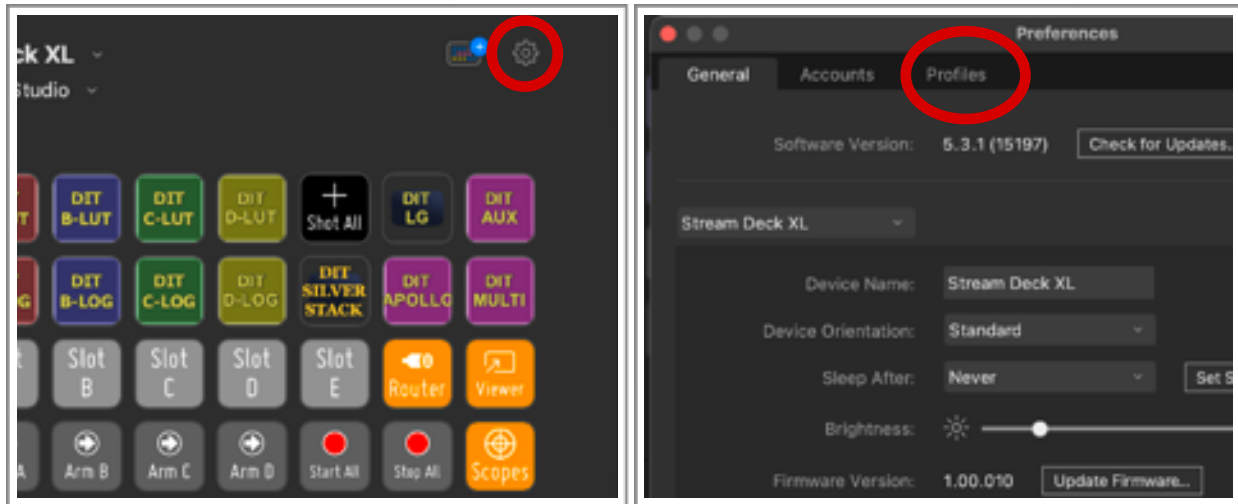 ck XL
Studio
T
DIT
B-LUT
DIT
C-LUT
DIT
D-LUT
Shot All
DIT
LG
DIT
AUX
G
DIT
B-LOG
DIT
C-LOG
DIT
D-LOG
DIT
SILVER
STACK
DIT
APOLLO
DIT
MULTI
t
Slot
B
Slot
C
Slot
D
Slot
E
Router
Viewer
A
Arm B
Arm C
Arm D
Start All
Stop All
Scopes
Preferences
General
Accounts
Profiles
Software Version:
5.3.1 (15197)
Check for Updates..
Stream Deck XL
Device Name:
Stream Deck XL
Device Orientation:
Standard
Sleep After:
Never
Set S
Brightness:
Firmware Version:
1.00.010
Update Firmware...